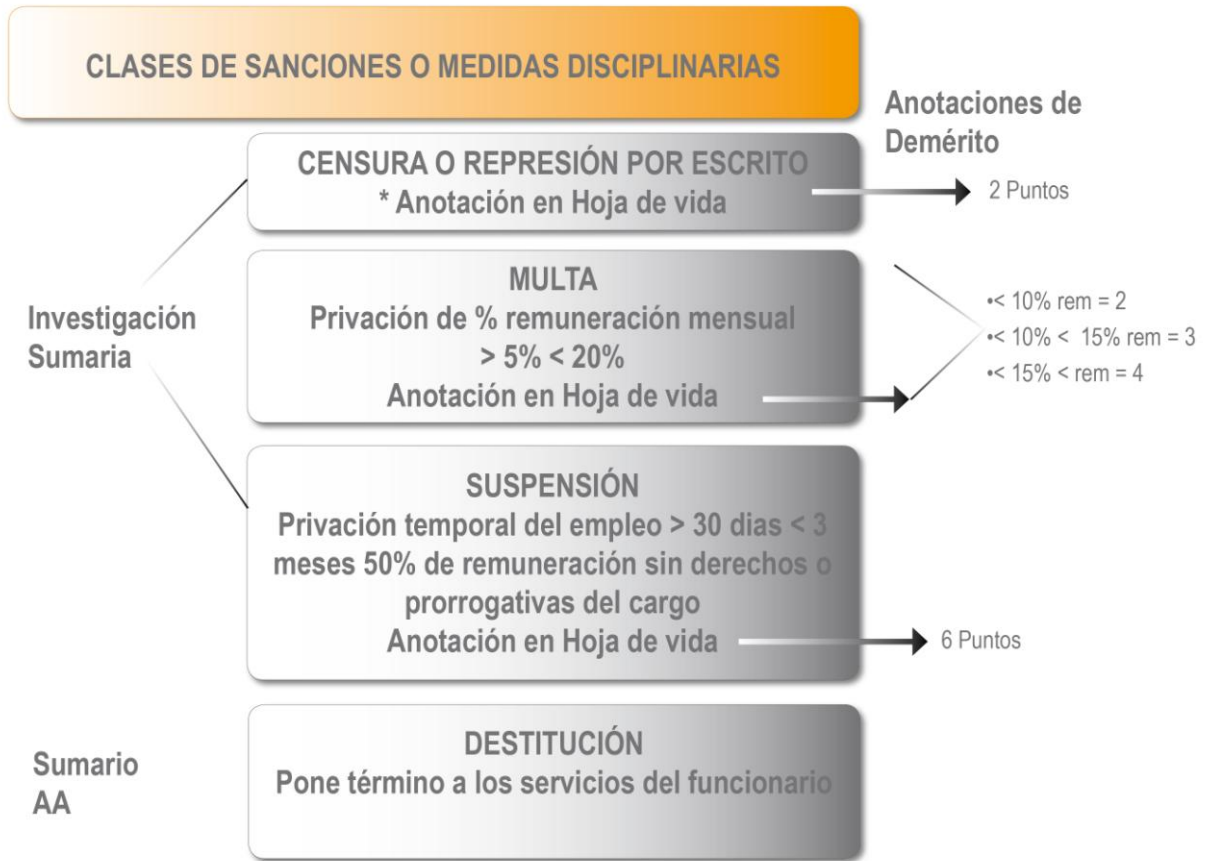 CLASES DE SANCIONES O MEDIDAS DISCIPLINARIAS
Anotaciones de
Demérito
CENSURA O REPRESIÓN POR ESCRITO
* Anotación en Hoja de vida
2 Puntos
Investigación
Sumaria
MULTA
Privación de % remuneración mensual
> 5% < 20%
Anotación en Hoja de vida
•< 10% rem = 2
•< 10% <  15% rem = 3
•< 15% < rem = 4
SUSPENSIÓN
Privación temporal del empleo > 30 dias < 3
meses 50% de remuneración sin derechos o
prorrogativas del cargo
Anotación en Hoja de vida
6 Puntos
Sumario
AA
DESTITUCIÓN
Pone término a los servicios del funcionario